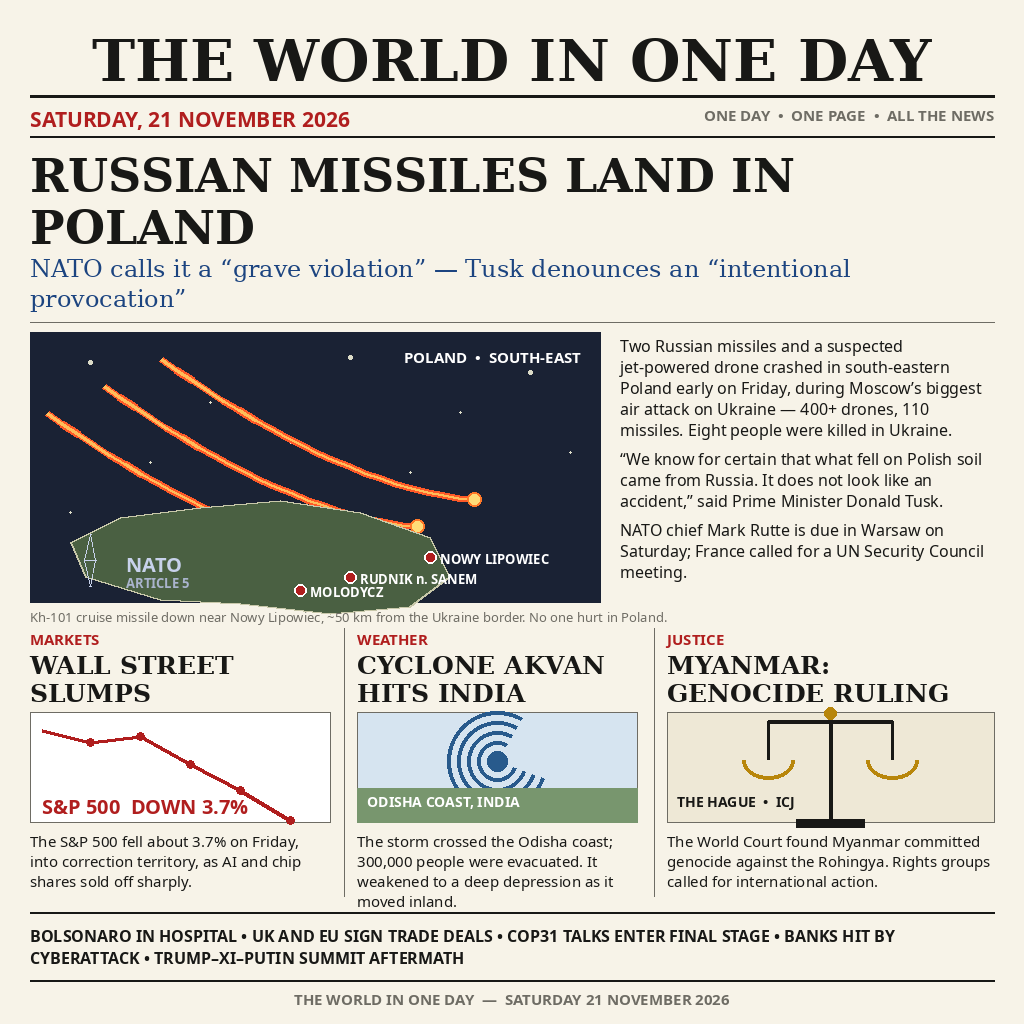 THE WORLD IN ONE DAY
SATURDAY, 21 NOVEMBER 2026
ONE DAY • ONE PAGE • ALL THE NEWS
RUSSIAN MISSILES LAND IN
POLAND
NATO calls it a “grave violation” — Tusk denounces an “intentional
provocation”
POLAND • SOUTH-EAST
NATO
ARTICLE 5
NOWY LIPOWIEC
RUDNIK n. SANEM
MOLODYCZ
Kh-101 cruise missile down near Nowy Lipowiec, ~50 km from the Ukraine border. No one hurt in Poland.
Two Russian missiles and a suspected
jet-powered drone crashed in south-eastern
Poland early on Friday, during Moscow’s biggest
air attack on Ukraine — 400+ drones, 110
missiles. Eight people were killed in Ukraine.
“We know for certain that what fell on Polish soil
came from Russia. It does not look like an
accident,” said Prime Minister Donald Tusk.
NATO chief Mark Rutte is due in Warsaw on
Saturday; France called for a UN Security Council
meeting.
MARKETS
WALL STREET
SLUMPS
S&P 500 DOWN 3.7%
The S&P 500 fell about 3.7% on Friday,
into correction territory, as AI and chip
shares sold off sharply.
WEATHER
CYCLONE AKVAN
HITS INDIA
ODISHA COAST, INDIA
The storm crossed the Odisha coast;
300,000 people were evacuated. It
weakened to a deep depression as it
moved inland.
JUSTICE
MYANMAR:
GENOCIDE RULING
THE HAGUE • ICJ
The World Court found Myanmar committed
genocide against the Rohingya. Rights groups
called for international action.
BOLSONARO IN HOSPITAL • UK AND EU SIGN TRADE DEALS • COP31 TALKS ENTER FINAL STAGE • BANKS HIT BY
CYBERATTACK • TRUMP–XI–PUTIN SUMMIT AFTERMATH
THE WORLD IN ONE DAY — SATURDAY 21 NOVEMBER 2026